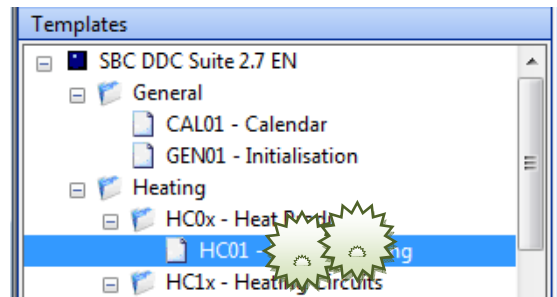 Templates
SBC DDC Suite 2.7 EN
General
CAL01 - Calendar
GEN01 - Initialisation
Heating
HC0x - Heat
HC01 -
HC1x - Heating Circuits